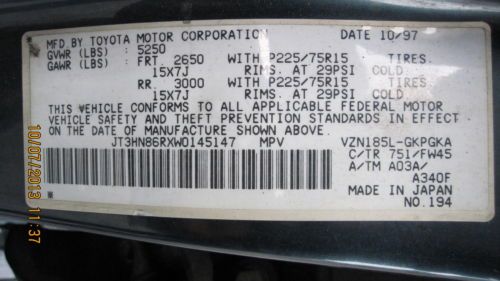 MFD BY TOYOTA MOTOR CORPORATION DATE 10/97
GVWR (LBS) : 5250
GAWR (LBS) : FRT. 2650 WITH P225/75R15 TIRES.
15X7J RIMS. AT 29PSI COLD
RR. 3000 WITH P225/75R15 TIRES.
15X7J RIMS. AT 29PSI COLD
THIS VEHICLE CONFORMS TO ALL APPLICABLE FEDERAL MOTOR
VEHICLE SAFETY AND THEFT PREVENTION STANDARDS IN EFFECT
ON THE DATE OF MANUFACTURE SHOWN ABOVE.
JT3HN86RXW0145147 MPV VZN185L-GKPGKA
C/TR 751/FW45
A/TM A03A/
A340F
MADE IN JAPAN
NO.194
10/07/2013 11:37